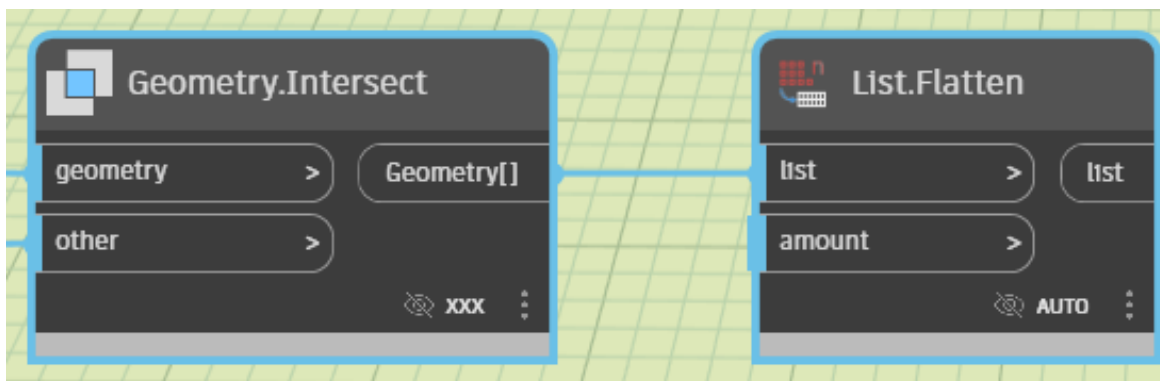 Geometry.Intersect
geometry >
Geometry[]
other >
XXX
List.Flatten
list >
list
amount >
AUTO